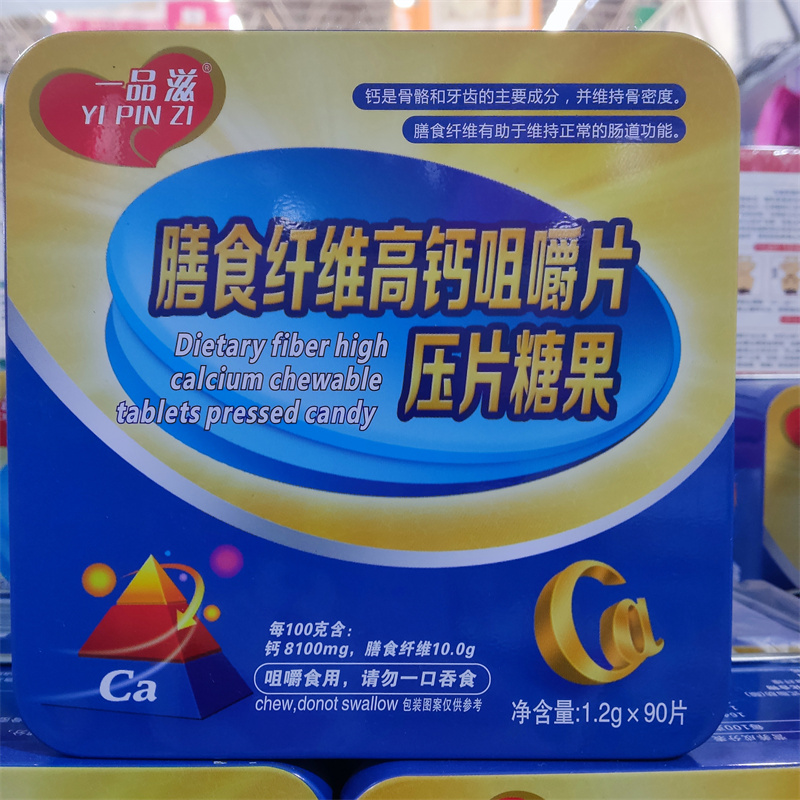 一品滋®
YI PIN ZI
钙是骨骼和牙齿的主要成分，并维持骨密度。
膳食纤维有助于维持正常的肠道功能。
膳食纤维高钙咀嚼片
Dietary fiber high
calcium chewable
tablets pressed candy
压片糖果
Ca
Ca
每100克含：
钙 8100mg，膳食纤维10.0g
咀嚼食用，请勿一口吞食
chew,donot swallow 包装图案仅供参考
净含量:1.2g×90片